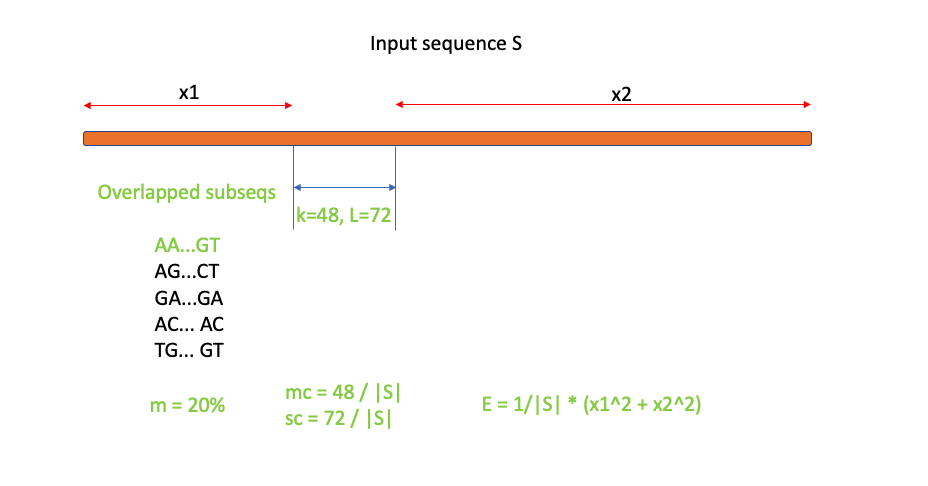 Input sequence S
x1
x2
Overlapped subseqs
k=48, L=72
AA...GT
AG...CT
GA...GA
AC... AC
TG... GT
m = 20%
mc = 48 / |S|
sc = 72 / |S|
E = 1/|S| * (x1^2 + x2^2)